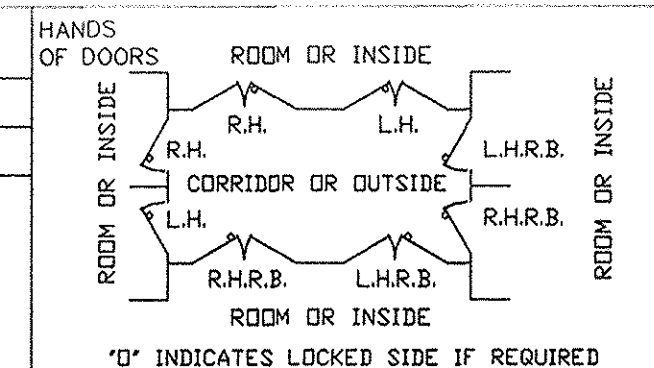 HANDS
OF DOORS
ROOM OR INSIDE
ROOM OR INSIDE
R.H.
L.H.
ROOM OR INSIDE
R.H.
L.H.R.B.
CORRIDOR OR OUTSIDE
L.H.
R.H.R.B.
R.H.R.B.
L.H.R.B.
ROOM OR INSIDE
"O" INDICATES LOCKED SIDE IF REQUIRED